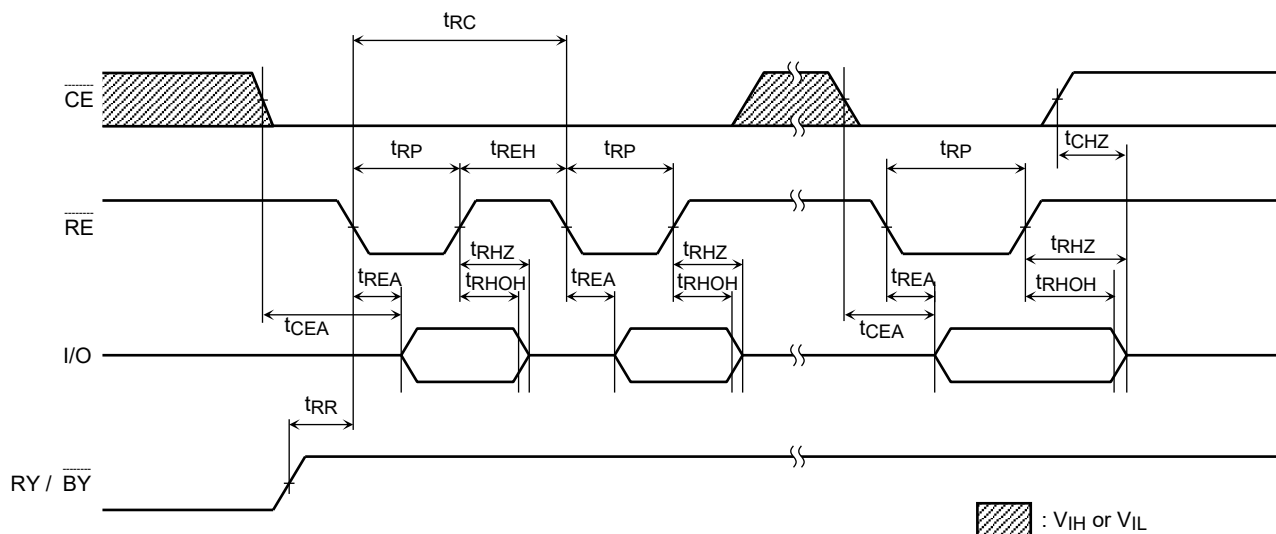 tRC
CE
tCHZ
tRP tREH tRP tRP
RE
tRHZ tRHZ tRHZ
tREA tRHOH tREA tRHOH tREA tRHOH
tCEA tCEA
I/O
tRR
RY / BY
: VIH or VIL